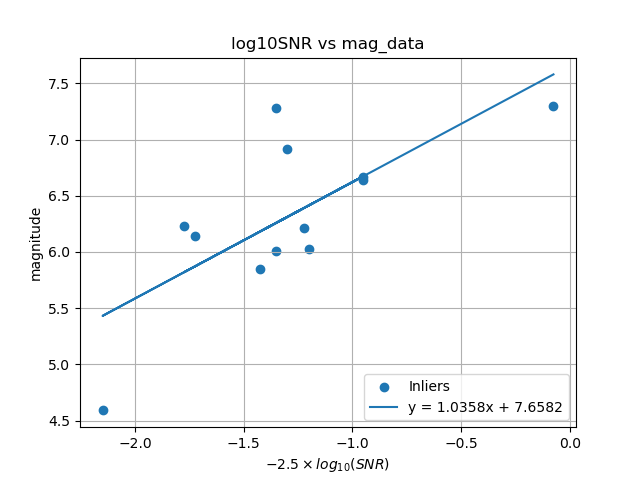 log10SNR vs mag_data
7.5
7.0
6.5
6.0
5.5
5.0
4.5
magnitude
Inliers
y = 1.0358x + 7.6582
−2.0 −1.5 −1.0 −0.5 0.0
−2.5 × log₁₀(SNR)